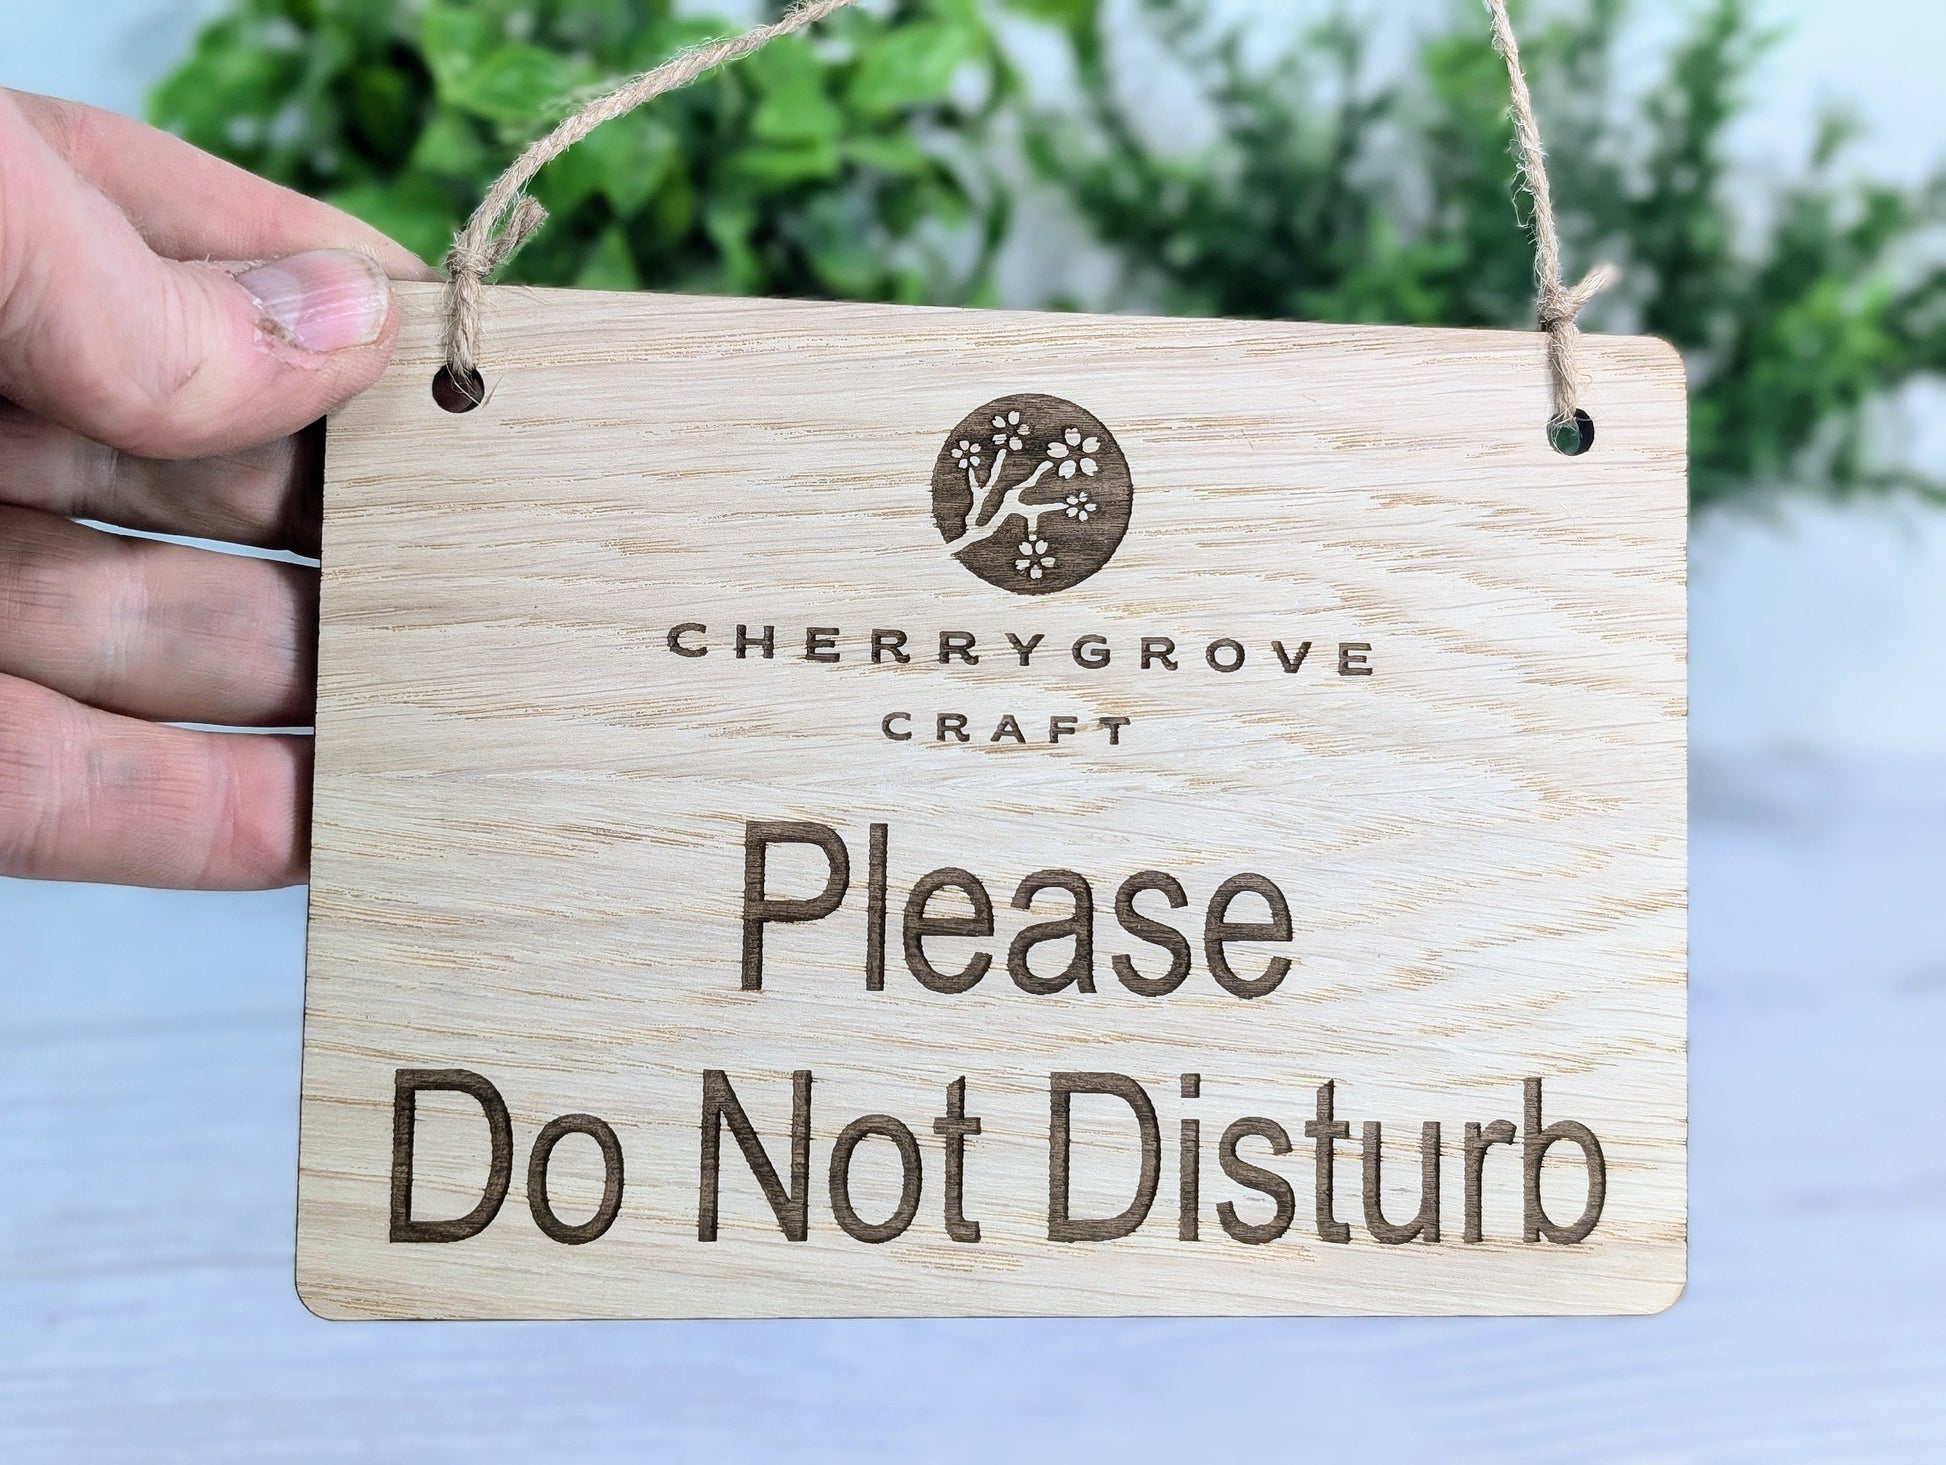 CHERRYGROVE
CRAFT
Please
Do Not Disturb